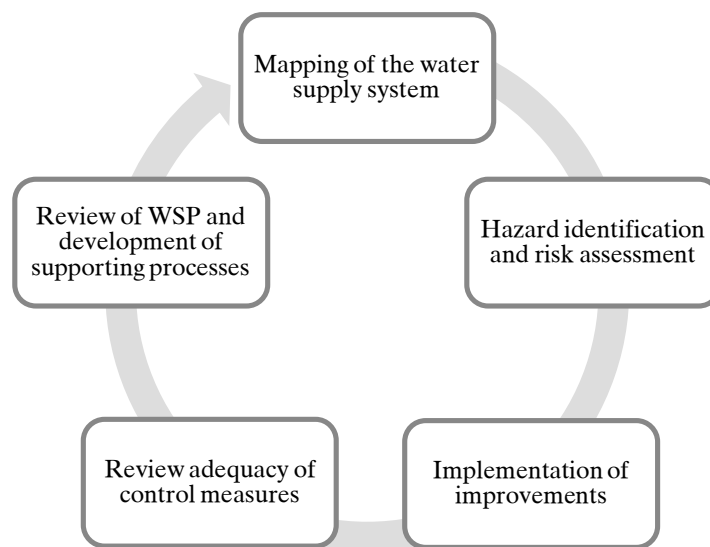 Mapping of the water
supply system
Hazard identification
and risk assessment
Implementation of
improvements
Review adequacy of
control measures
Review of WSP and
development of
supporting processes